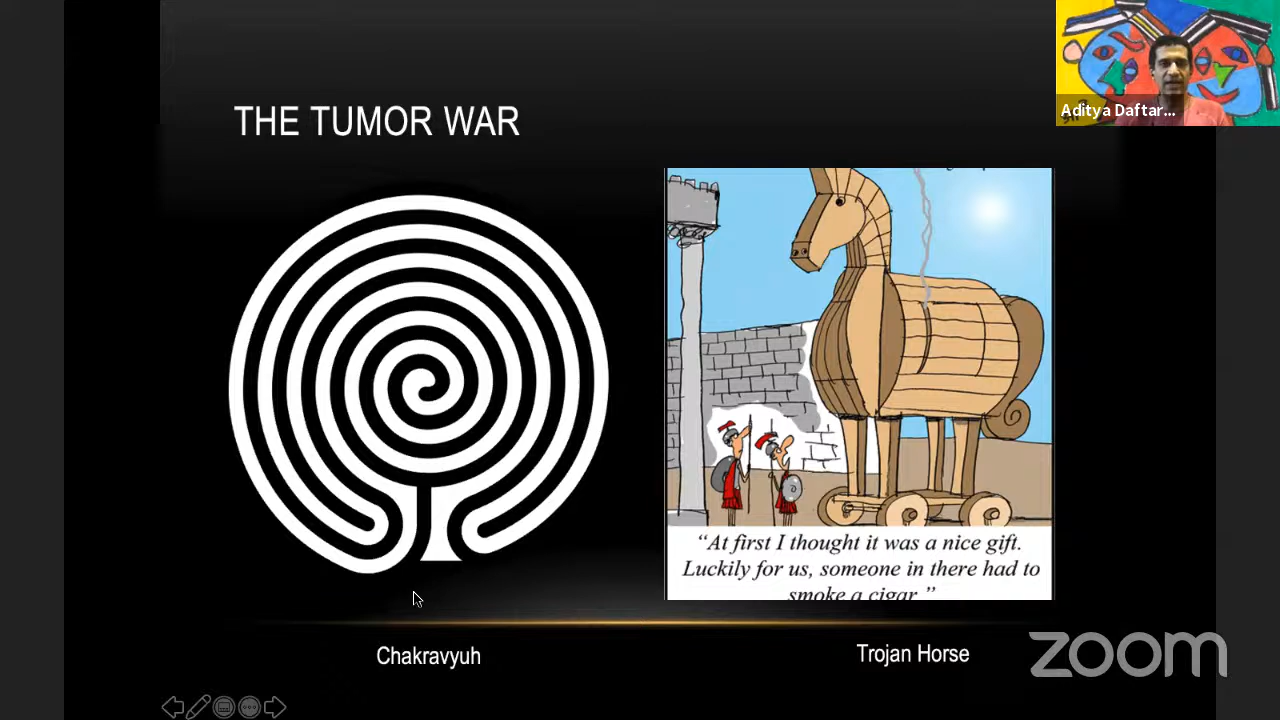 THE TUMOR WAR
Aditya Daftar...
"At first I thought it was a nice gift.
Luckily for us, someone in there had to
smoke a cigar."
Chakravyuh
Trojan Horse
zoom